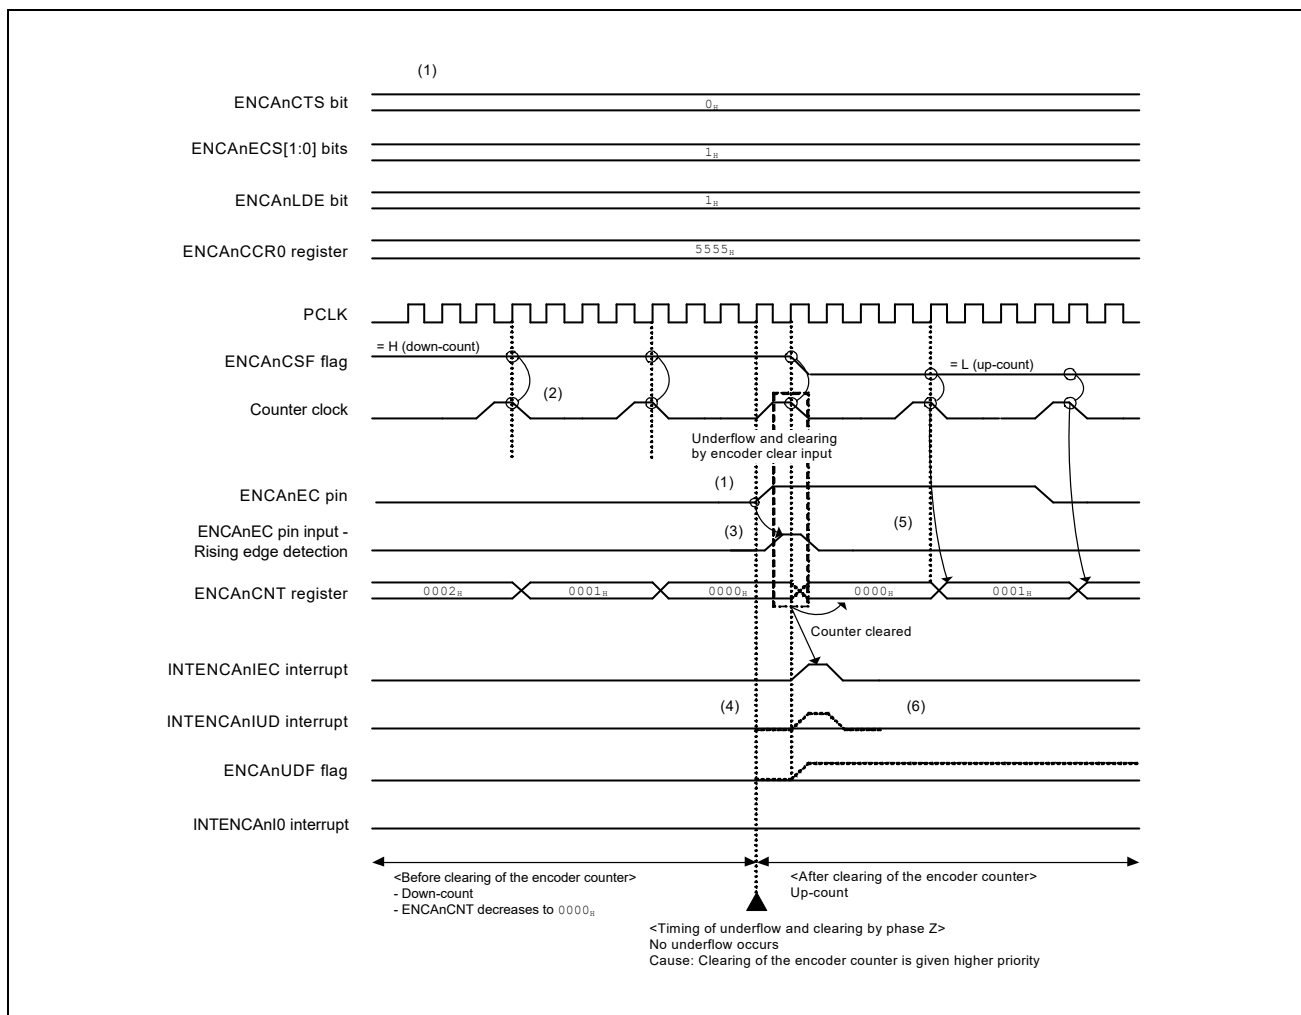 (1)
ENCAnCTS bit
0H
ENCAnECS[1:0] bits
1H
ENCAnLDE bit
1H
ENCAnCCR0 register
5555H
PCLK
= H (down-count)
ENCAnCSF flag
= L (up-count)
(2)
Counter clock
Underflow and clearing
by encoder clear input
(1)
ENCAnEC pin
(3)
(5)
ENCAnEC pin input -
Rising edge detection
ENCAnCNT register
0002H
0001H
0000H
0000H
0001H
Counter cleared
INTENCAnIEC interrupt
(4)
(6)
INTENCAnIUD interrupt
ENCAnUDF flag
INTENCAnI0 interrupt
<Before clearing of the encoder counter>
- Down-count
- ENCAnCNT decreases to 0000H
<After clearing of the encoder counter>
Up-count
<Timing of underflow and clearing by phase Z>
No underflow occurs
Cause: Clearing of the encoder counter is given higher priority